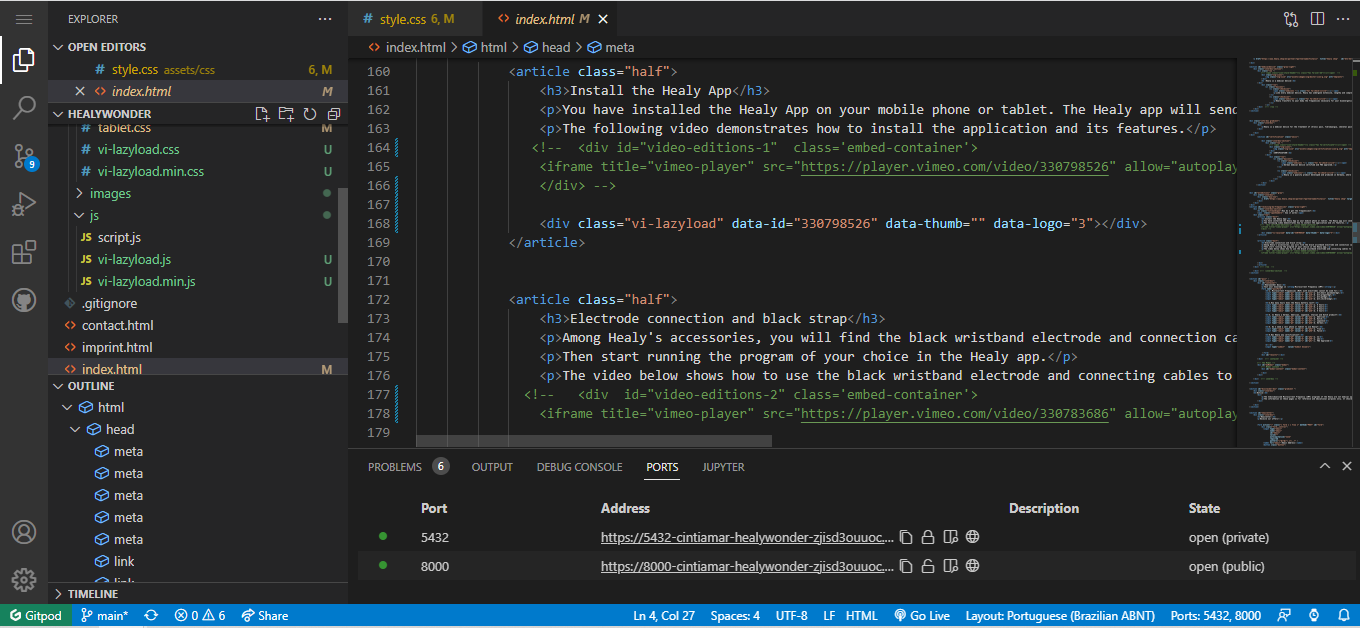 EXPLORER
OPEN EDITORS
# style.css assets/css 6, M
index.html M
HEALYWONDER
# tablet.css M
# vi-lazyload.css U
# vi-lazyload.min.css U
images
js
JS script.js
JS vi-lazyload.js U
JS vi-lazyload.min.js U
.gitignore
<> contact.html
<> imprint.html
<> index.html M
OUTLINE
html
head
meta
meta
meta
meta
meta
link
link
TIMELINE
# style.css 6, M
<> index.html M
<> index.html > html > head > meta
160 <article class="half">
161 <h3>Install the Healy App</h3>
162 <p>You have installed the Healy App on your mobile phone or tablet. The Healy app will send
163 <p>The following video demonstrates how to install the application and its features.</p>
164 <!-- <div id="video-editions-1" class='embed-container'>
165 <iframe title="vimeo-player" src="https://player.vimeo.com/video/330798526" allow="autoplay
166 </div> -->
167
168 <div class="vi-lazyload" data-id="330798526" data-thumb="" data-logo="3"></div>
169 </article>
170
171
172 <article class="half">
173 <h3>Electrode connection and black strap</h3>
174 <p>Among Healy's accessories, you will find the black wristband electrode and connection ca
175 <p>Then start running the program of your choice in the Healy app.</p>
176 <p>The video below shows how to use the black wristband electrode and connecting cables to
177 <!-- <div id="video-editions-2" class='embed-container'>
178 <iframe title="vimeo-player" src="https://player.vimeo.com/video/330783686" allow="autoplay
179
PROBLEMS 6 OUTPUT DEBUG CONSOLE PORTS JUPYTER
Port Address Description State
5432 https://5432-cintiamar-healywonder-zjisd3ouuoc.... open (private)
8000 https://8000-cintiamar-healywonder-zjisd3ouuoc.... open (public)
9
Gitpod main* 0 6 Share Ln 4, Col 27 Spaces: 4 UTF-8 LF HTML Go Live Layout: Portuguese (Brazilian ABNT) Ports: 5432, 8000